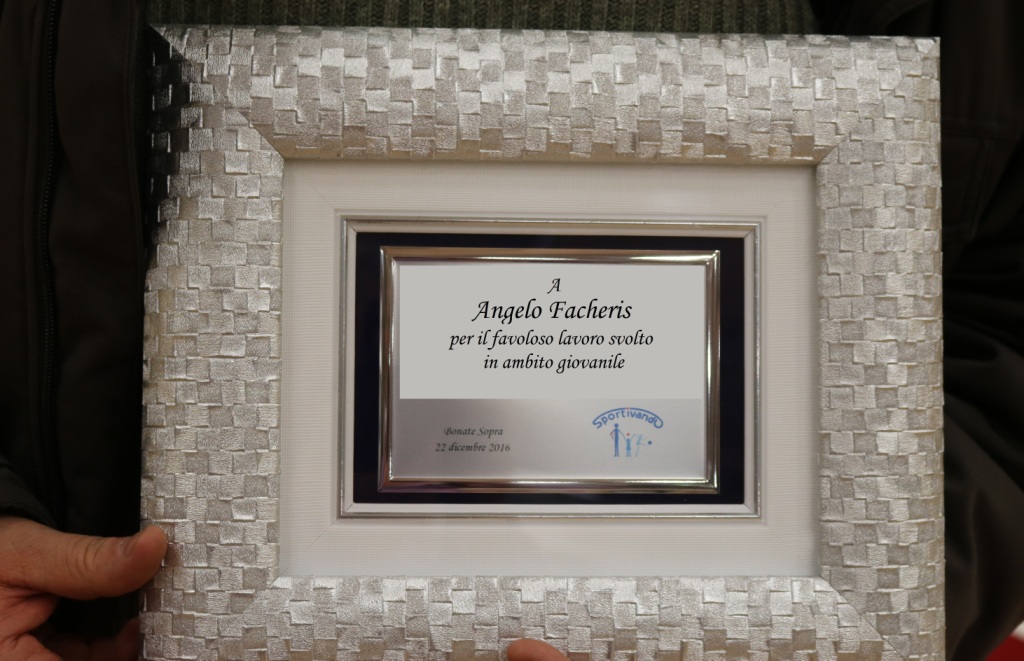 A
Angelo Facheris
per il favoloso lavoro svolto
in ambito giovanile
Bonate Sopra
22 dicembre 2016
Sportivando